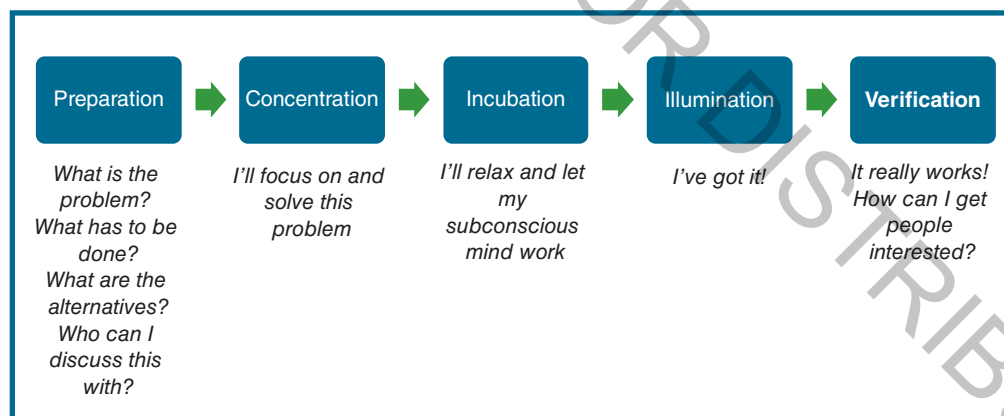 Preparation
Concentration
Incubation
Illumination
Verification
What is the
problem?
What has to be
done?
What are the
alternatives?
Who can I
discuss this
with?
I'll focus on and
solve this
problem
I'll relax and let
my
subconscious
mind work
I've got it!
It really works!
How can I get
people
interested?
OR DISTRIB